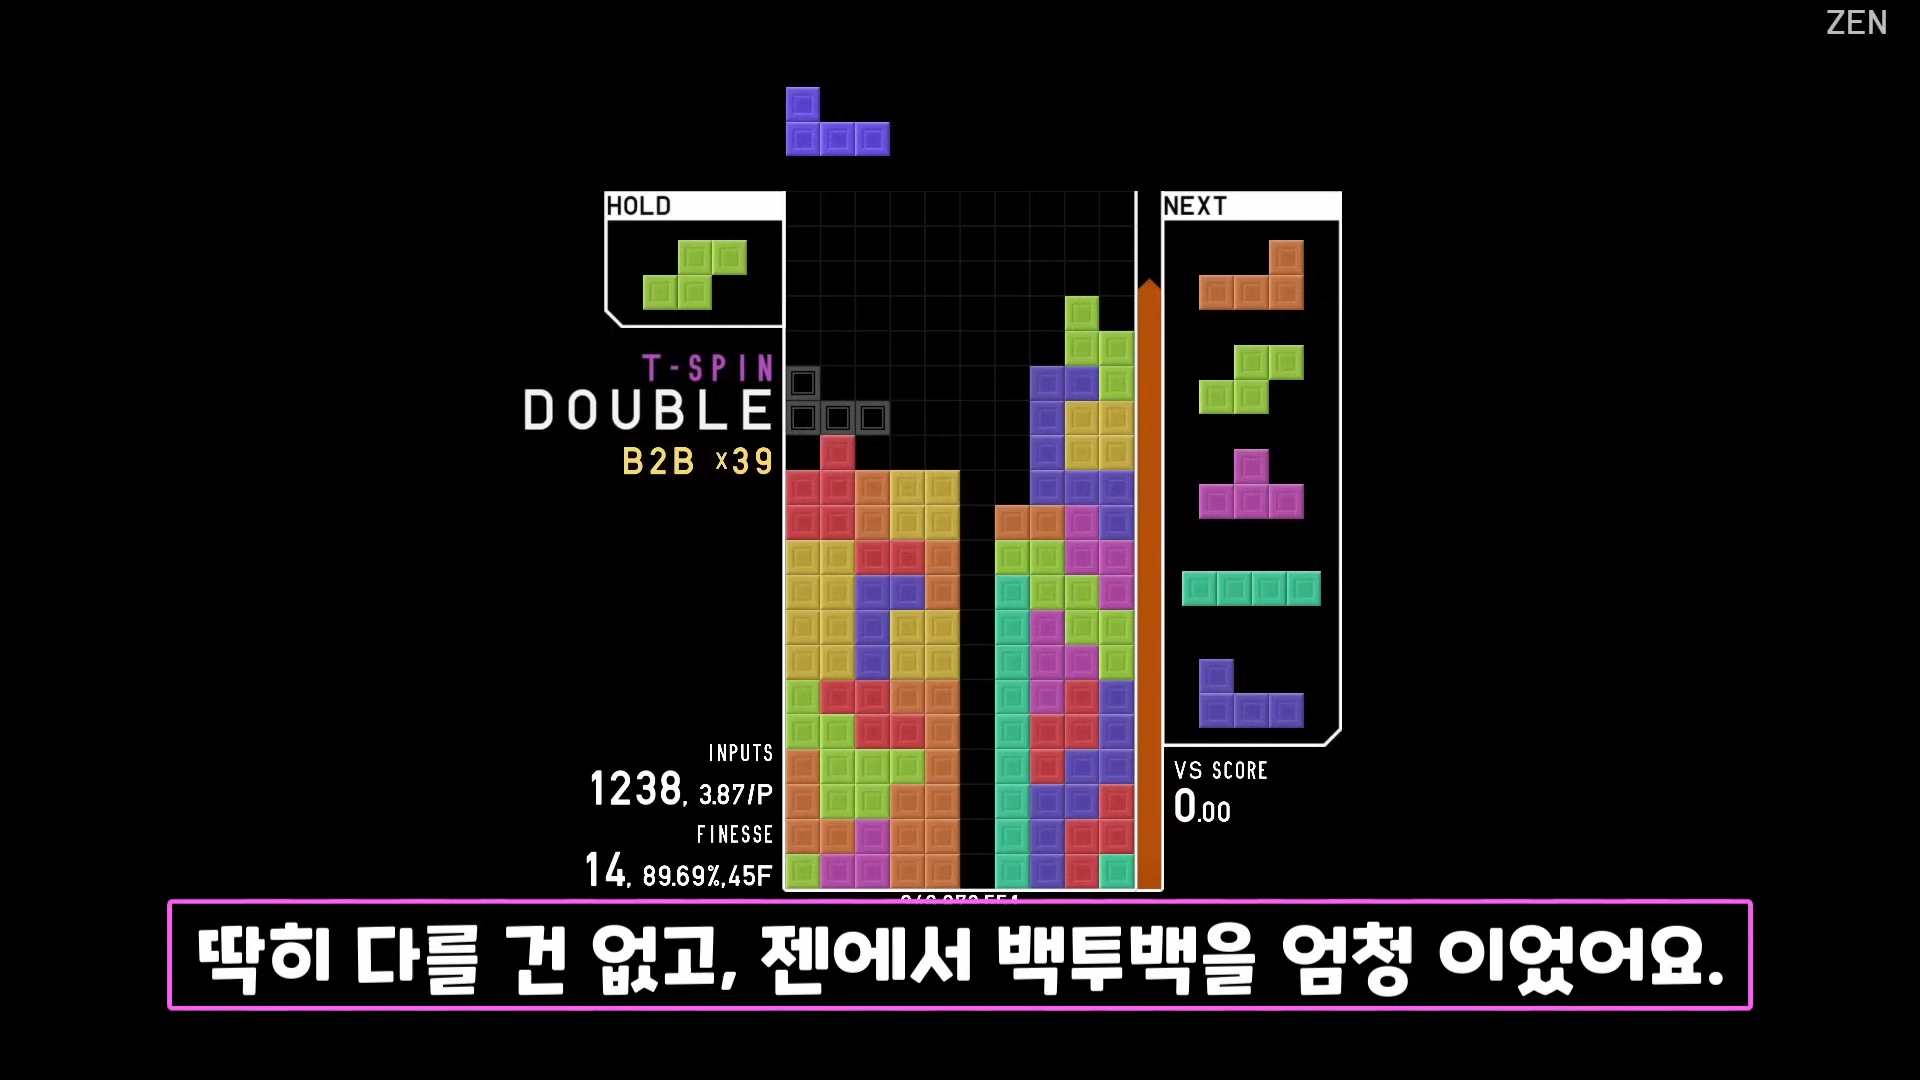 ZEN
HOLD
NEXT
T-SPIN
DOUBLE
B2B ×39
INPUTS
1238, 3.87/P
FINESSE
14, 89.69%,45F
VS SCORE
0.00
딱히 다를 건 없고, 젠에서 백투백을 엄청 이었어요.